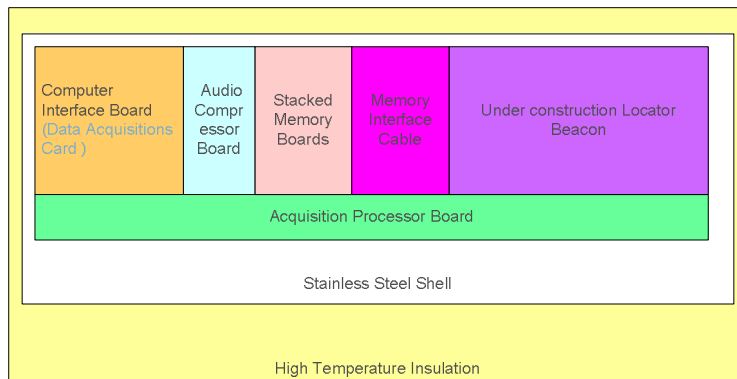 Computer
Interface Board
(Data Acquisitions
Card )
Audio
Compr
essor
Board
Stacked
Memory
Boards
Memory
Interface
Cable
Under construction Locator
Beacon
Acquisition Processor Board
Stainless Steel Shell
High Temperature Insulation